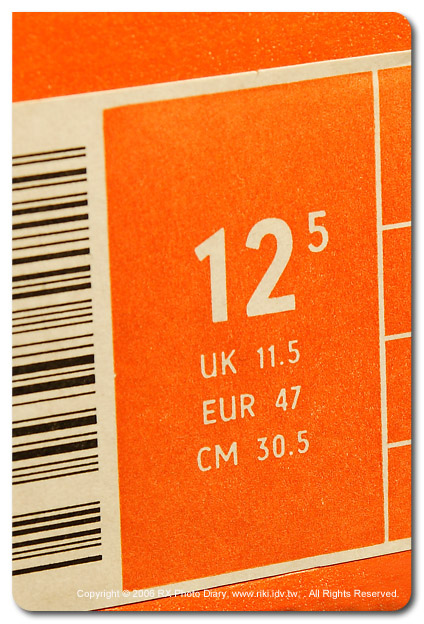 12⁵
UK 11.5
EUR 47
CM 30.5
Copyright © 2006 RX Photo Diary, www.riki.idv.tw, . All Rights Reserved.